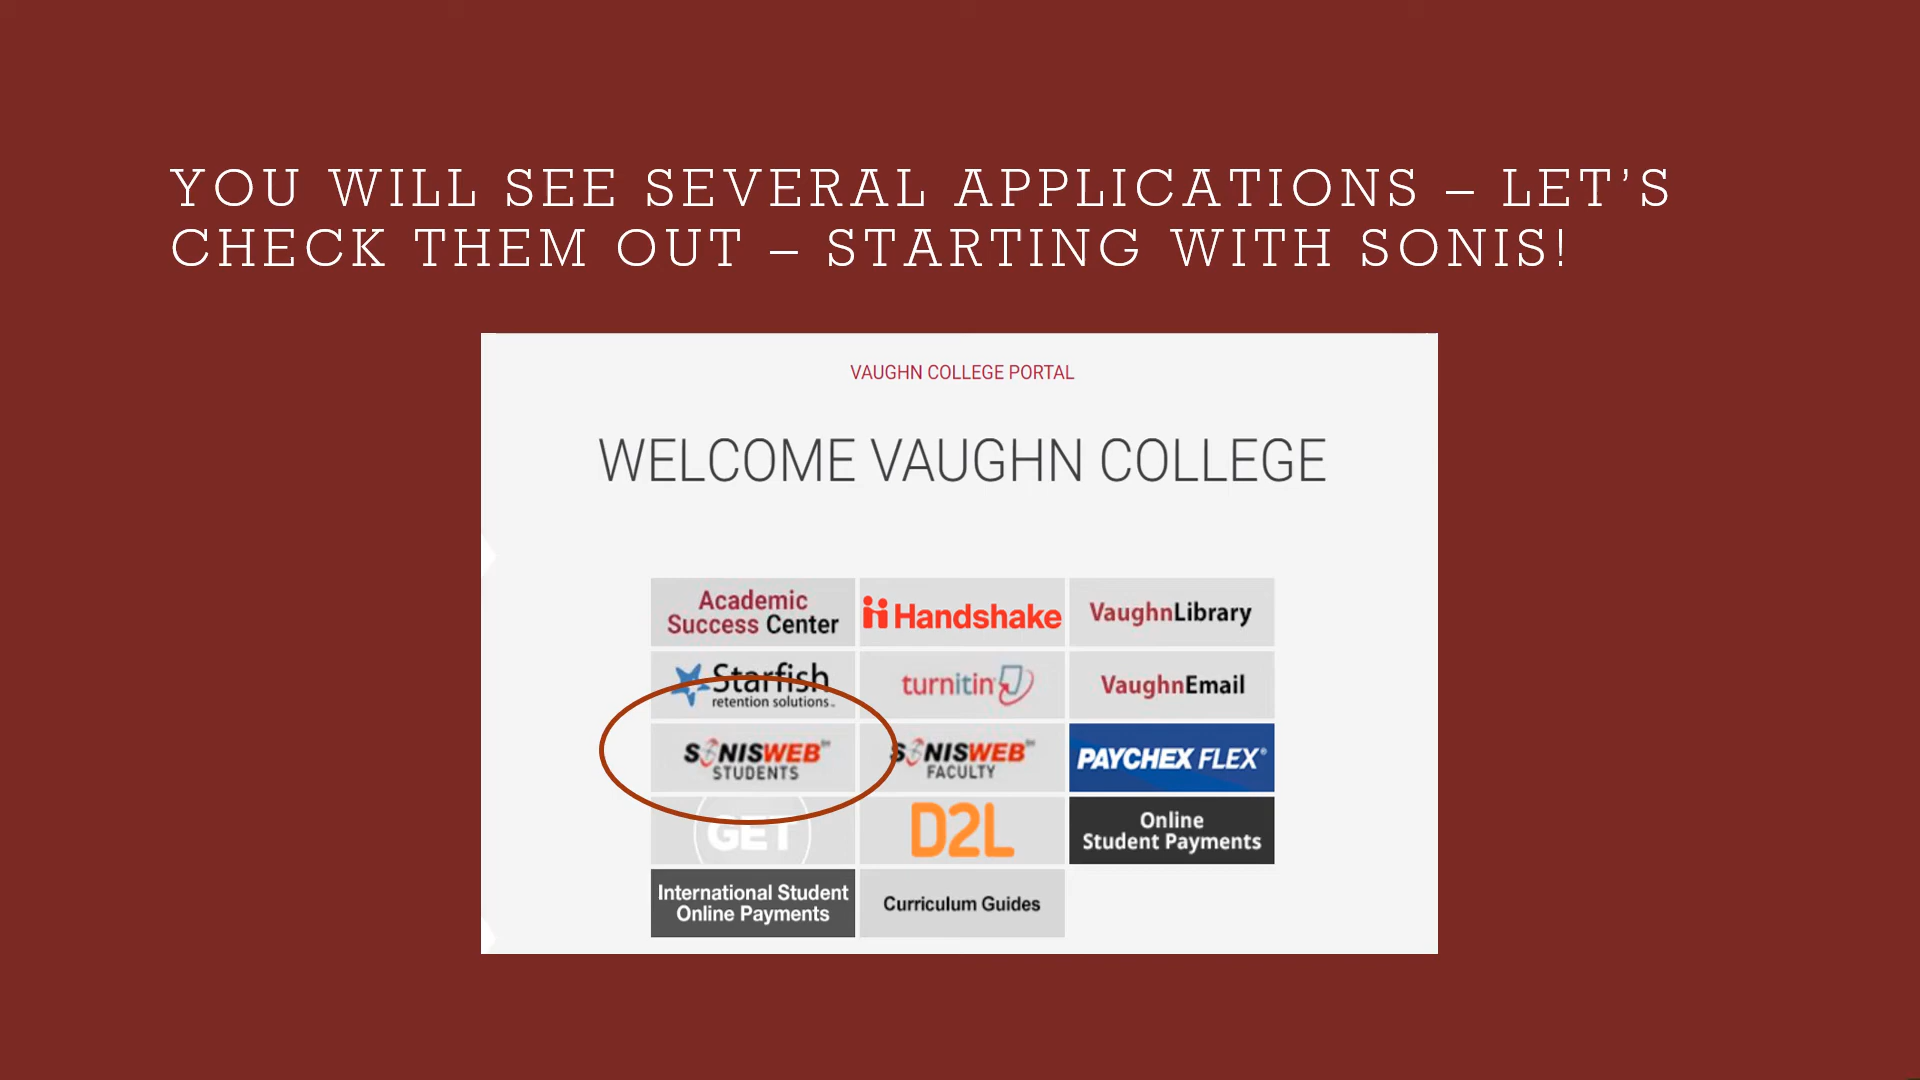 YOU WILL SEE SEVERAL APPLICATIONS – LET’S
CHECK THEM OUT – STARTING WITH SONIS!
VAUGHN COLLEGE PORTAL
WELCOME VAUGHN COLLEGE
Academic
Success Center
Handshake
VaughnLibrary
Starfish
retention solutions
turnitin
VaughnEmail
SONISWEB
STUDENTS
SONISWEB
FACULTY
PAYCHEX FLEX®
GET
D2L
Online
Student Payments
International Student
Online Payments
Curriculum Guides